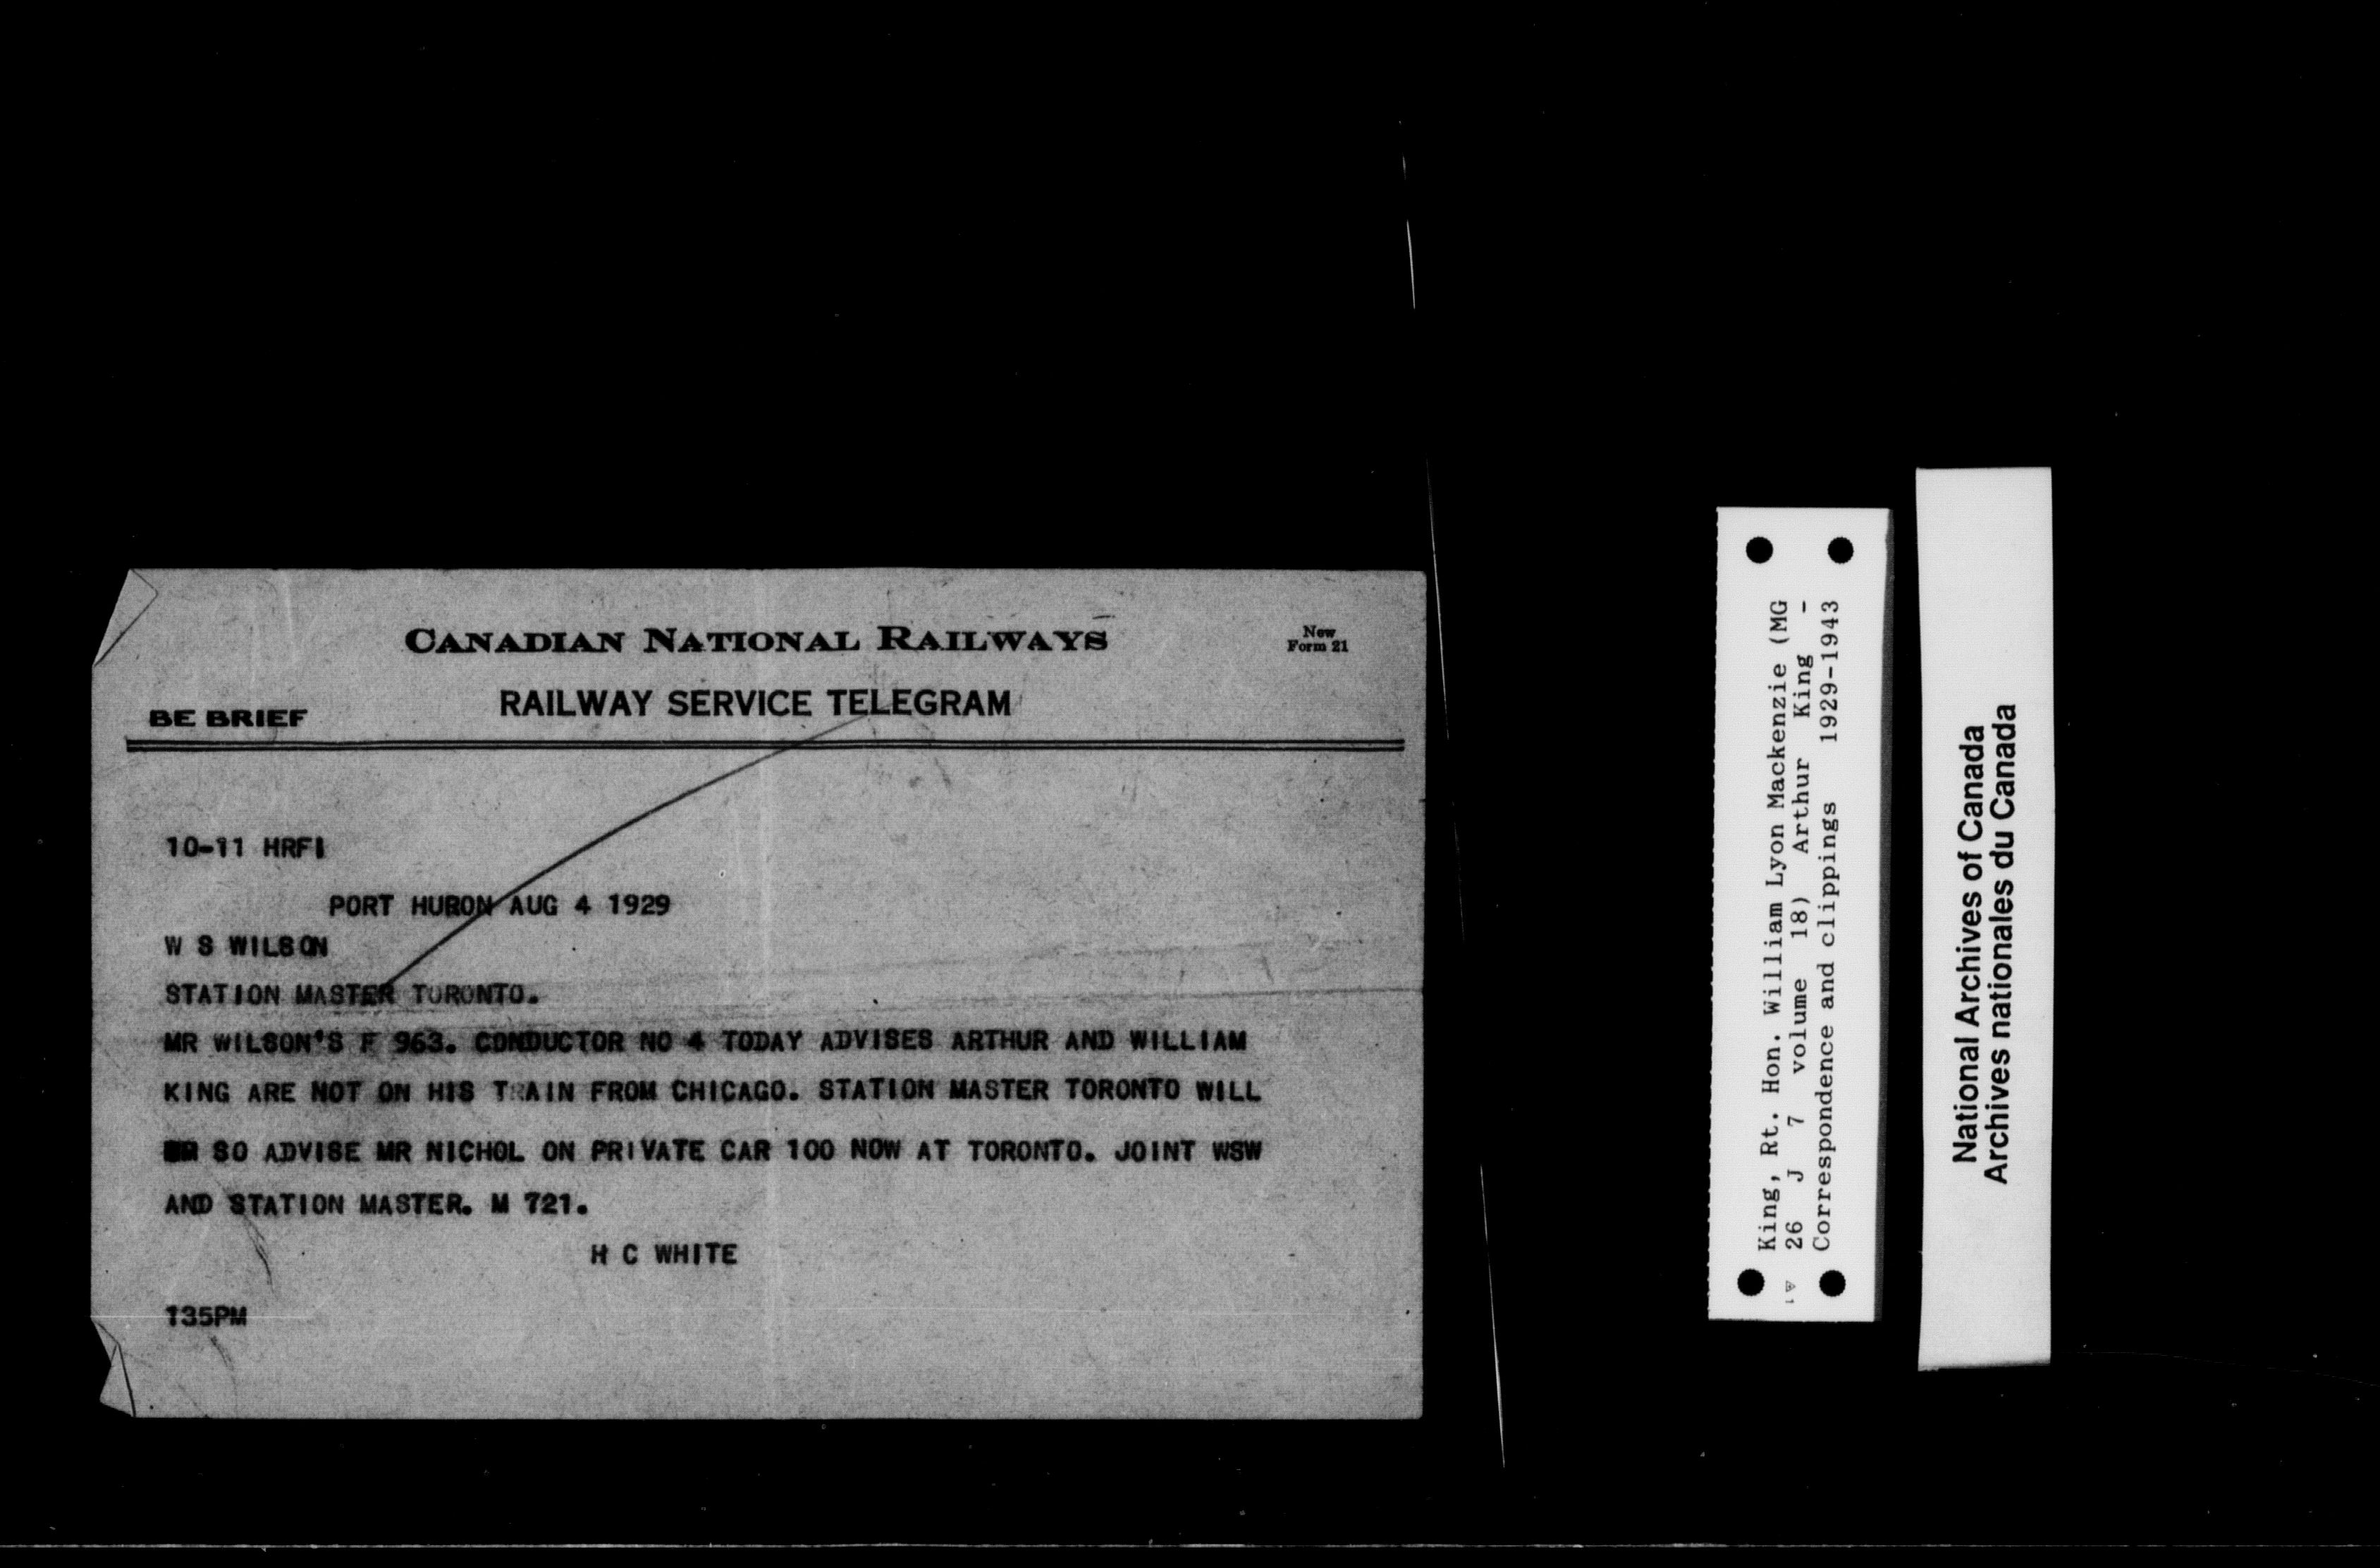 CANADIAN NATIONAL RAILWAYS
New
Form 21
RAILWAY SERVICE TELEGRAM
BE BRIEF
10-11 HRFI
PORT HURON AUG 4 1929
W S WILSON
STATION MASTER TORONTO.
MR WILSON'S F 963. CONDUCTOR NO 4 TODAY ADVISES ARTHUR AND WILLIAM
KING ARE NOT ON HIS TRAIN FROM CHICAGO. STATION MASTER TORONTO WILL
SO ADVISE MR NICHOL ON PRIVATE CAR 100 NOW AT TORONTO. JOINT WSW
AND STATION MASTER. M 721.
H C WHITE
135PM
King, Rt. Hon. William Lyon Mackenzie (MG
26 J 7 volume 18) Arthur King -
Correspondence and clippings 1929-1943
National Archives of Canada
Archives nationales du Canada